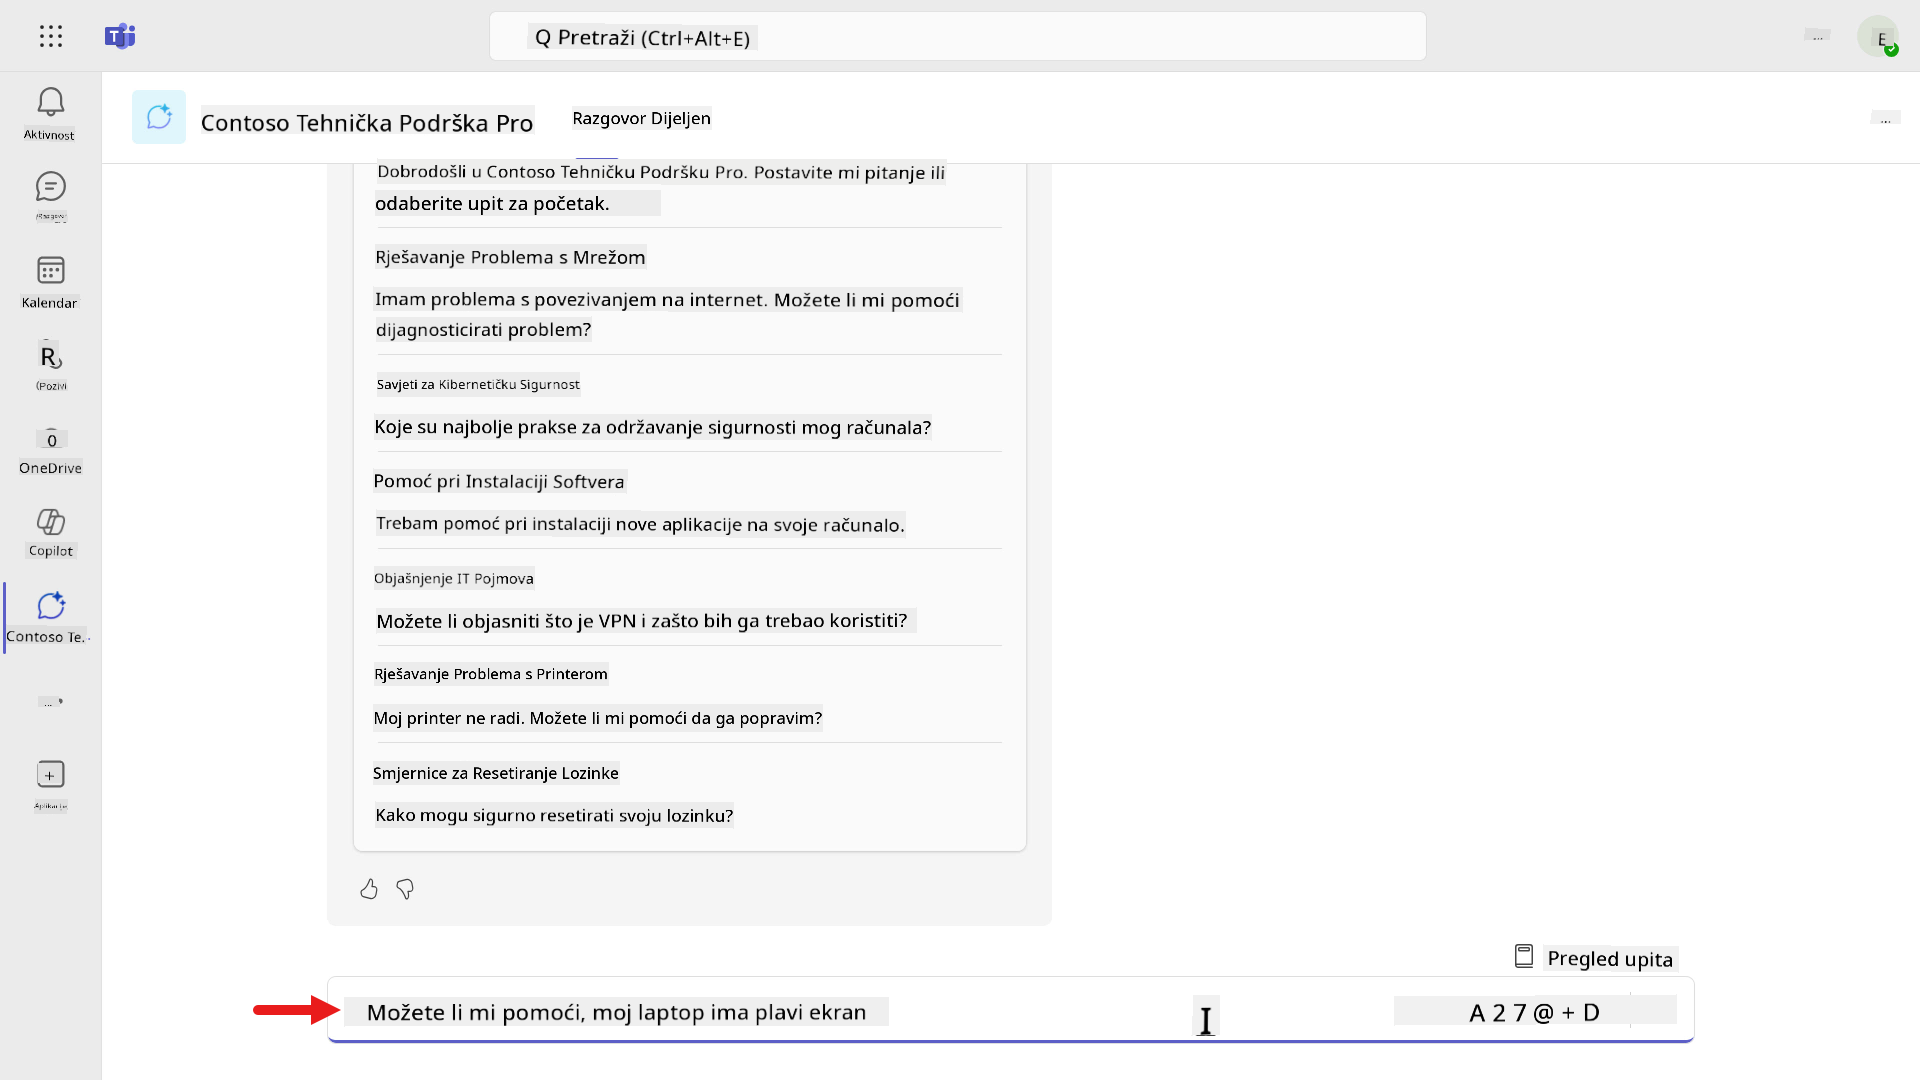 Q Pretraži (Ctrl+Alt+E)
...
E
Aktivnost
Kalendar
R
(Pozivi
OneDrive
Copilot
Contoso Te...
...
Contoso Tehnička Podrška Pro
Razgovor Dijeljen
...
Dobrodošli u Contoso Tehničku Podršku Pro. Postavite mi pitanje ili
odaberite upit za početak.
Rješavanje Problema s Mrežom
Imam problema s povezivanjem na internet. Možete li mi pomoći
dijagnosticirati problem?
Savjeti za Kibernetičku Sigurnost
Koje su najbolje prakse za održavanje sigurnosti mog računala?
Pomoć pri Instalaciji Softvera
Trebam pomoć pri instalaciji nove aplikacije na svoje računalo.
Objašnjenje IT Pojmova
Možete li objasniti što je VPN i zašto bih ga trebao koristiti?
Rješavanje Problema s Printerom
Moj printer ne radi. Možete li mi pomoći da ga popravim?
Smjernice za Resetiranje Lozinke
Kako mogu sigurno resetirati svoju lozinku?
Pregled upita
Možete li mi pomoći, moj laptop ima plavi ekran
I
A 2 7 @ + D